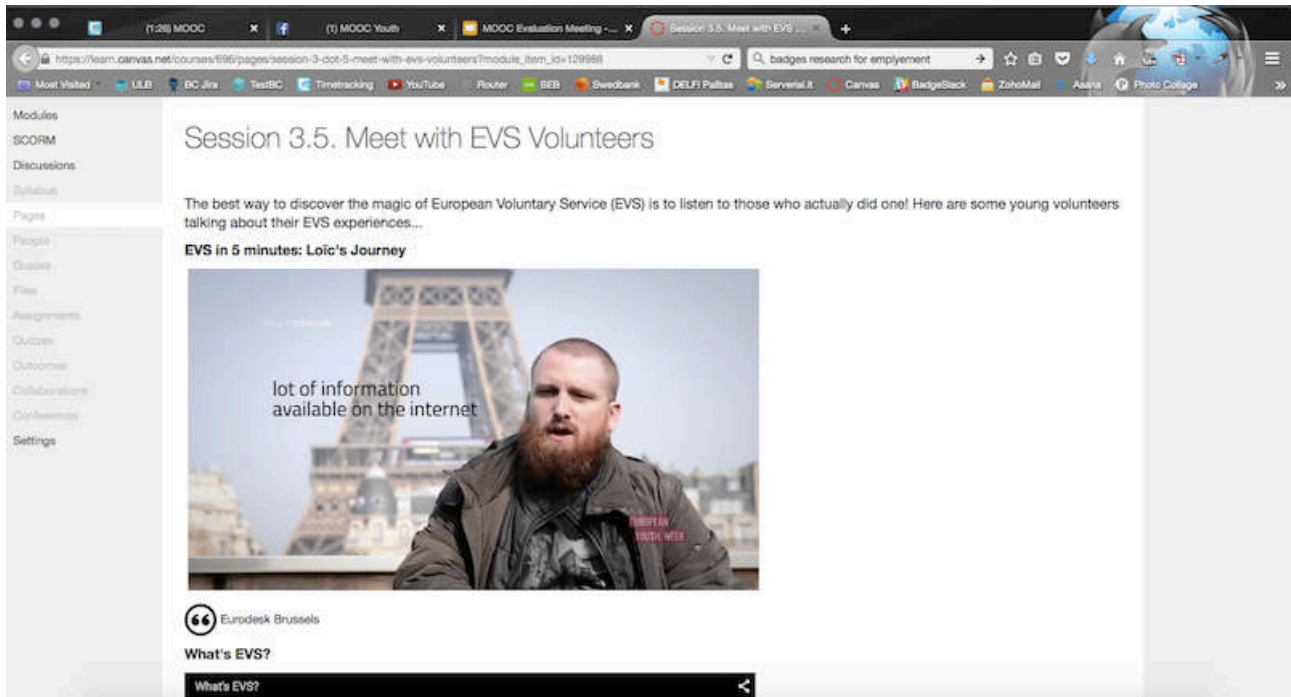 (1:26) MOOC
(1) MOOC Youth
MOOC Evaluation Meeting -...
Session 3.5. Meet with EVS ...
https://learn.canvas.net/courses/696/pages/session-3-dot-5-meet-with-evs-volunteers?module_item_id=129988
badges research for emplyement
Most Visited
ULB
BC Jira
TestBC
Timetracking
YouTube
Router
SEB
Swedbank
DELFI Paštas
Serveriai.lt
Canvas
BadgeSlack
ZohoMail
Asana
Photo Collage
Modules
SCORM
Discussions
Syllabus
Pages
People
Grades
Files
Assignments
Quizzes
Outcomes
Collaborations
Conferences
Settings
Session 3.5. Meet with EVS Volunteers
The best way to discover the magic of European Voluntary Service (EVS) is to listen to those who actually did one! Here are some young volunteers
talking about their EVS experiences...
EVS in 5 minutes: Loïc's Journey
lot of information
available on the internet
EUROPEAN
YOUTH WEEK
Eurodesk Brussels
What's EVS?
What's EVS?